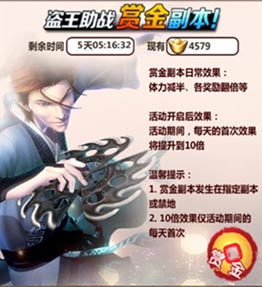 盗王助战赏金副本!
剩余时间 5天05:16:32 现有 4579
赏金副本日常效果：
体力减半、各奖励翻倍等
活动开启后效果：
活动期间，每天的首次效果
将提升到10倍
温馨提示：
1. 赏金副本发生在指定副本
或禁地
2. 10倍效果仅活动期间的
每天首次
赏金